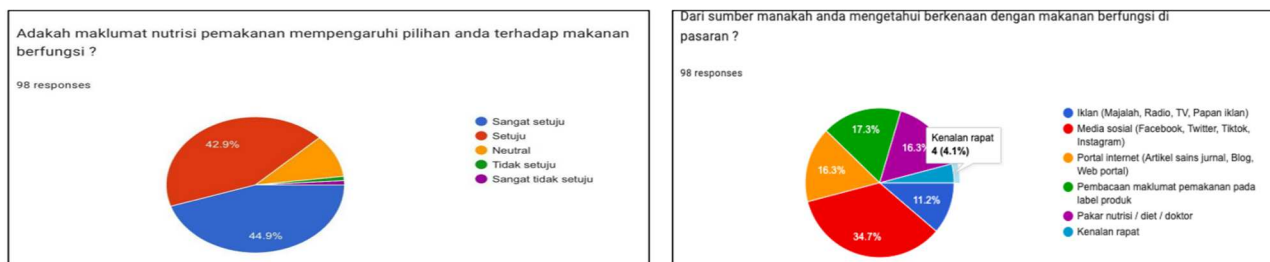 Adakah maklumat nutrisi pemakanan mempengaruhi pilihan anda terhadap makanan
berfungsi ?
98 responses
42.9%
44.9%
Sangat setuju
Setuju
Neutral
Tidak setuju
Sangat tidak setuju
Dari sumber manakah anda mengetahui berkenaan dengan makanan berfungsi di
pasaran ?
98 responses
17.3%
16.3%
Kenalan rapat
4 (4.1%)
16.3%
11.2%
34.7%
Iklan (Majalah, Radio, TV, Papan iklan)
Media sosial (Facebook, Twitter, Tiktok,
Instagram)
Portal internet (Artikel sains jurnal, Blog,
Web portal)
Pembacaan maklumat pemakanan pada
label produk
Pakar nutrisi / diet / doktor
Kenalan rapat